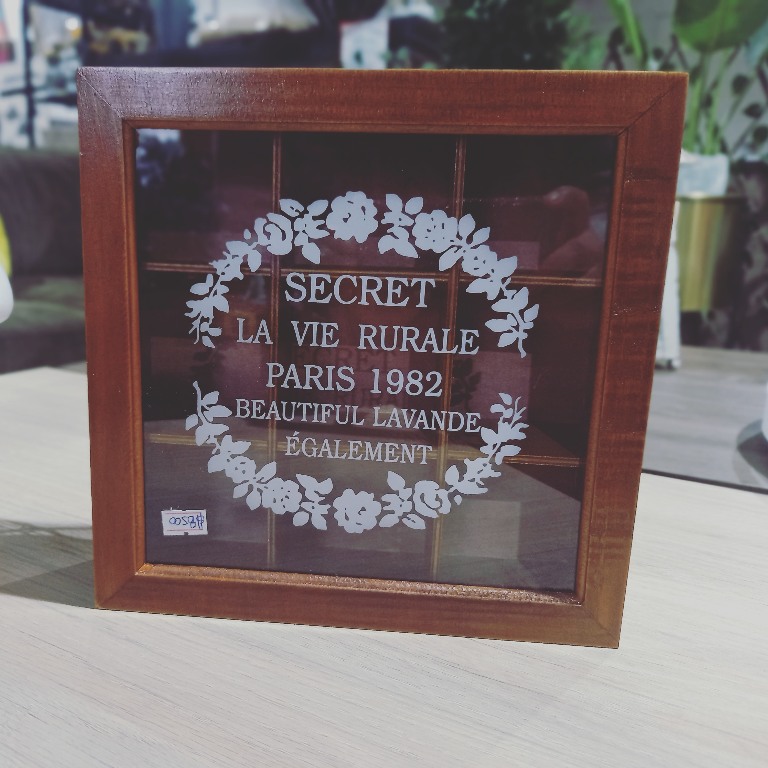 SECRET
LA VIE RURALE
PARIS 1982
BEAUTIFUL LAVANDE
ÉGALEMENT